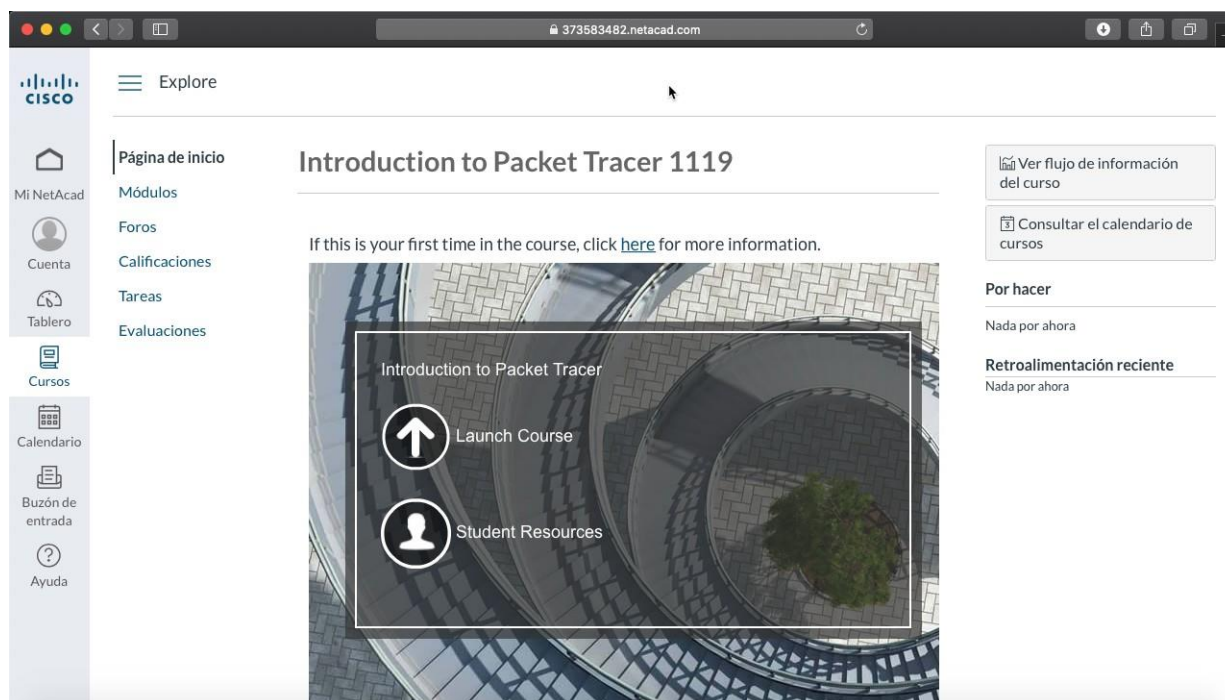 373583482.netacad.com
CISCO
Explore
Mi NetAcad
Cuenta
Tablero
Cursos
Calendario
Buzón de
entrada
Ayuda
Página de inicio
Módulos
Foros
Calificaciones
Tareas
Evaluaciones
Introduction to Packet Tracer 1119
If this is your first time in the course, click here for more information.
Introduction to Packet Tracer
Launch Course
Student Resources
Ver flujo de información
del curso
Consultar el calendario de
cursos
Por hacer
Nada por ahora
Retroalimentación reciente
Nada por ahora